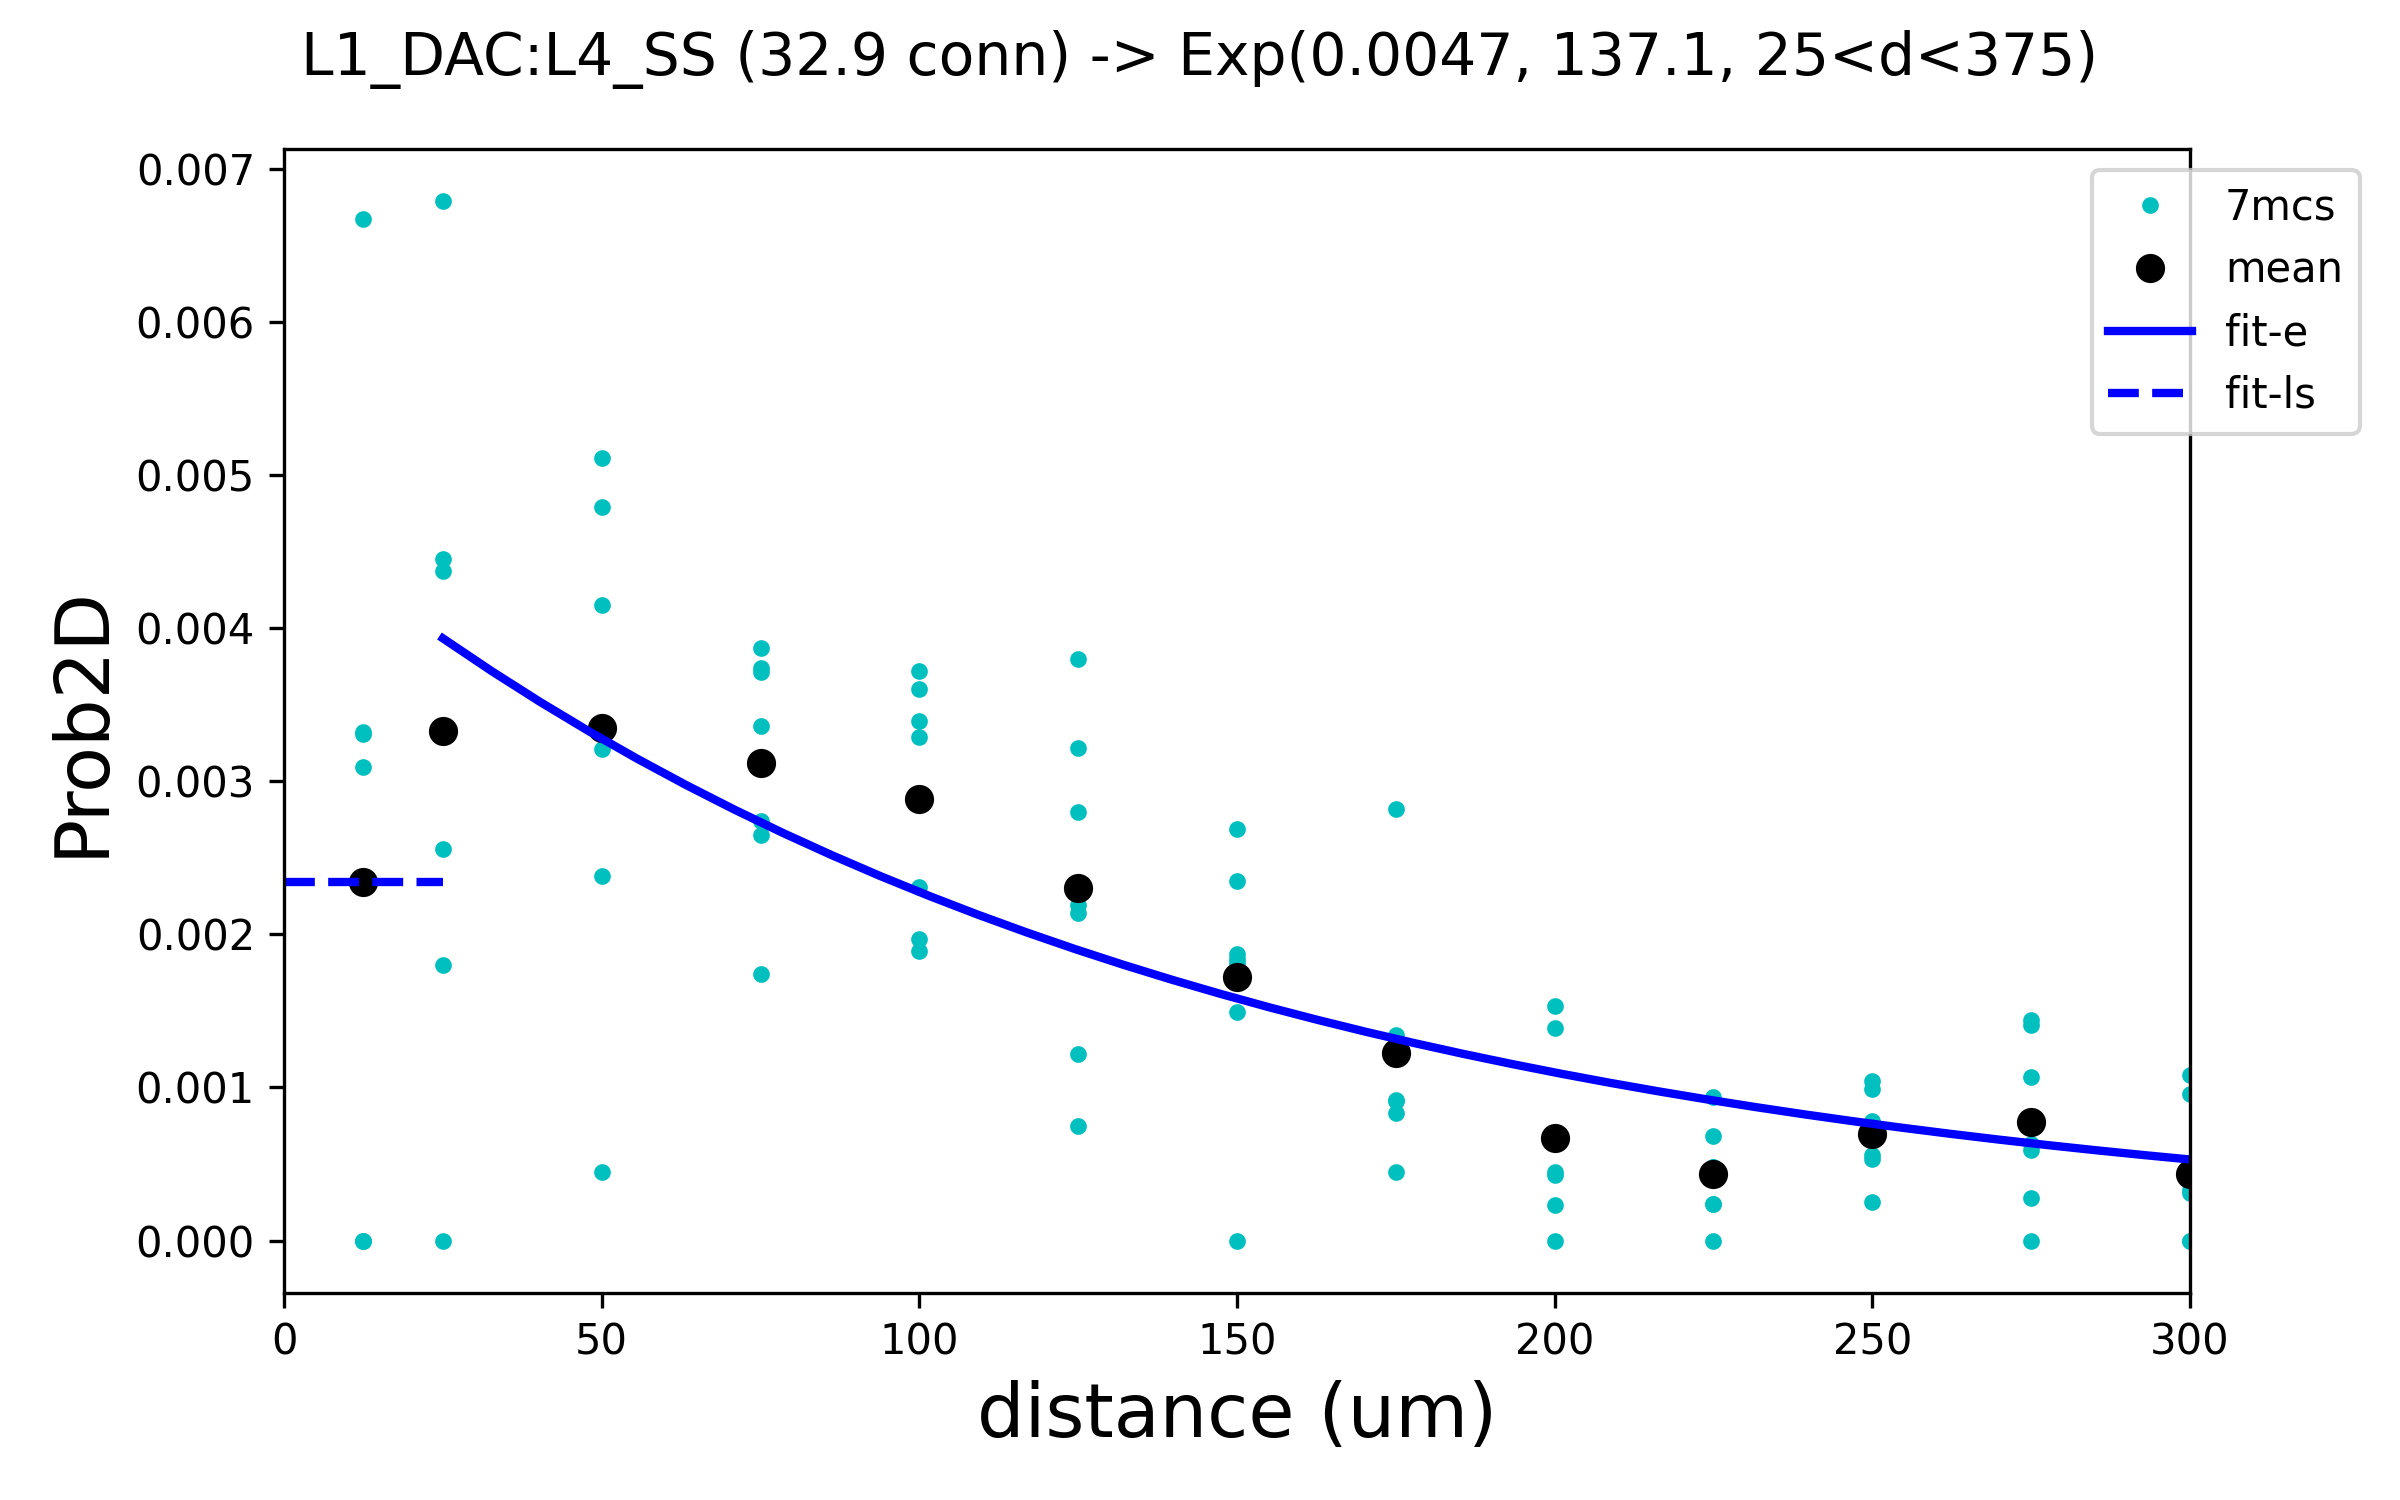 L1_DAC:L4_SS (32.9 conn) -> Exp(0.0047, 137.1, 25<d<375)
7mcs
mean
fit-e
fit-ls
Prob2D
0.007
0.006
0.005
0.004
0.003
0.002
0.001
0.000
0 50 100 150 200 250 300
distance (um)